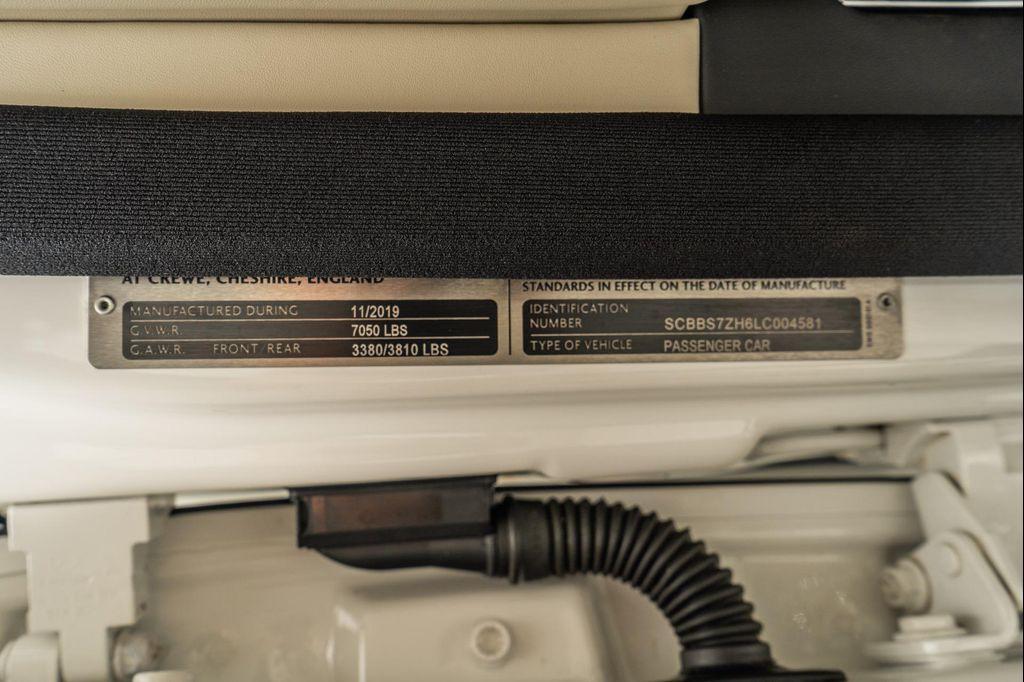 AT CREWE, CHESHIRE, ENGLAND
MANUFACTURED DURING 11/2019
G.V.W.R. 7050 LBS
G.A.W.R. FRONT/REAR 3380/3810 LBS
STANDARDS IN EFFECT ON THE DATE OF MANUFACTURE
IDENTIFICATION
NUMBER SCBBS7ZH6LC004581
TYPE OF VEHICLE PASSENGER CAR